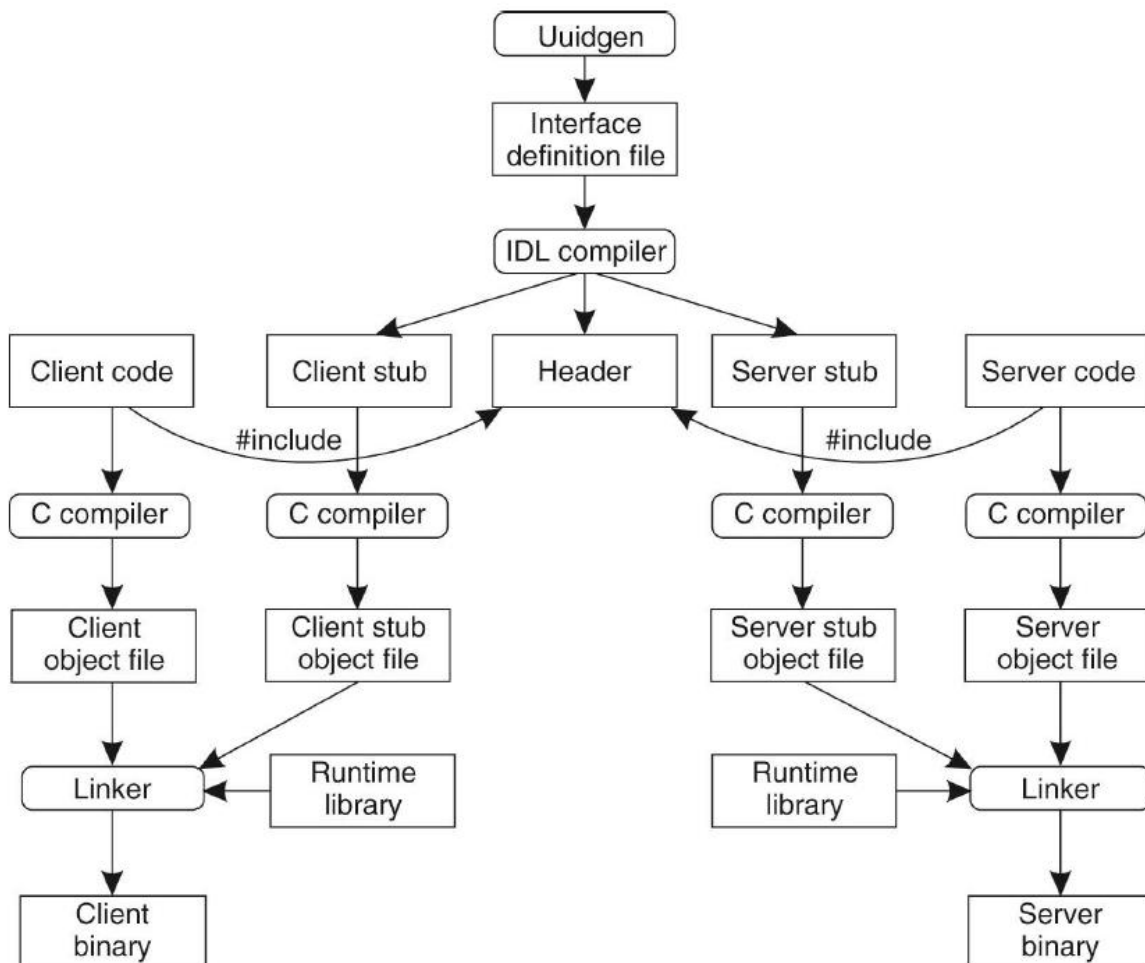 Uuidgen
Interface
definition file
IDL compiler
Client code
Client stub
Header
Server stub
Server code
#include
#include
C compiler
C compiler
C compiler
C compiler
Client
object file
Client stub
object file
Server stub
object file
Server
object file
Linker
Runtime
library
Runtime
library
Linker
Client
binary
Server
binary